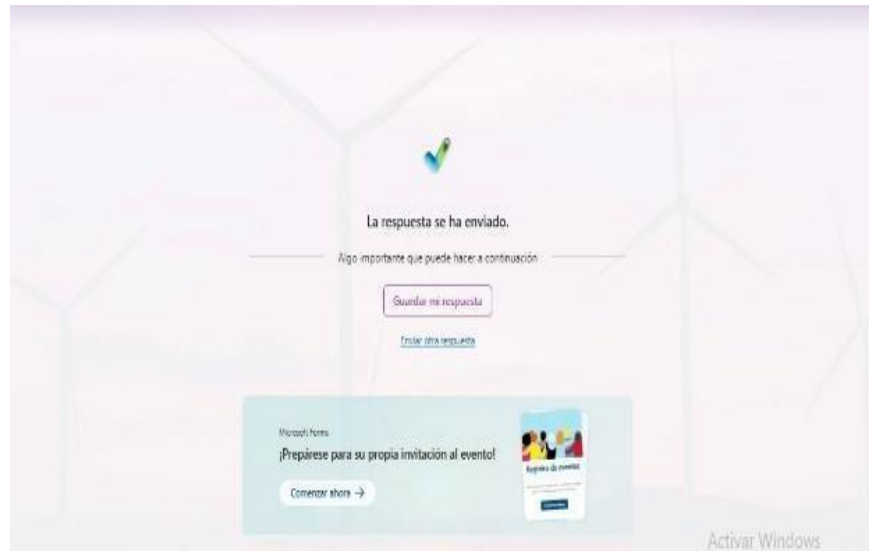 La respuesta se ha enviado.
Algo importante que puede hacer a continuación
Guardar mi respuesta
Enviar otra respuesta
Microsoft Forms
¡Prepárese para su propia invitación al evento!
Comenzar ahora →
Registro de eventos
Activar Windows